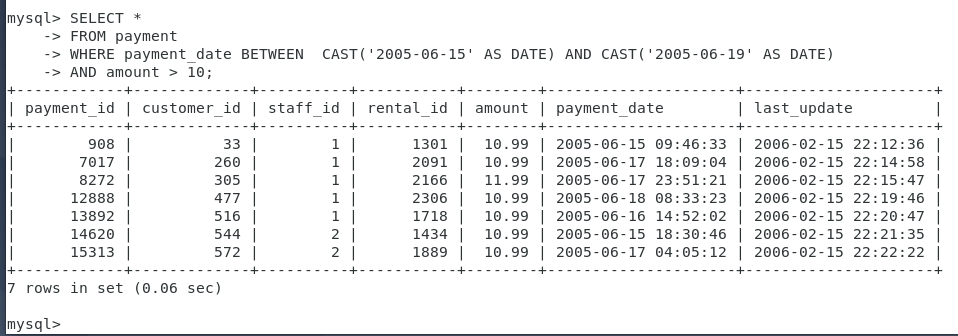 mysql> SELECT *
    -> FROM payment
    -> WHERE payment_date BETWEEN  CAST('2005-06-15' AS DATE) AND CAST('2005-06-19' AS DATE)
    -> AND amount > 10;
+------------+-------------+----------+-----------+--------+---------------------+---------------------+
| payment_id | customer_id | staff_id | rental_id | amount | payment_date        | last_update         |
+------------+-------------+----------+-----------+--------+---------------------+---------------------+
|        908 |          33 |        1 |      1301 |  10.99 | 2005-06-15 09:46:33 | 2006-02-15 22:12:36 |
|       7017 |         260 |        1 |      2091 |  10.99 | 2005-06-17 18:09:04 | 2006-02-15 22:14:58 |
|       8272 |         305 |        1 |      2166 |  11.99 | 2005-06-17 23:51:21 | 2006-02-15 22:15:47 |
|      12888 |         477 |        1 |      2306 |  10.99 | 2005-06-18 08:33:23 | 2006-02-15 22:19:46 |
|      13892 |         516 |        1 |      1718 |  10.99 | 2005-06-16 14:52:02 | 2006-02-15 22:20:47 |
|      14620 |         544 |        2 |      1434 |  10.99 | 2005-06-15 18:30:46 | 2006-02-15 22:21:35 |
|      15313 |         572 |        2 |      1889 |  10.99 | 2005-06-17 04:05:12 | 2006-02-15 22:22:22 |
+------------+-------------+----------+-----------+--------+---------------------+---------------------+
7 rows in set (0.06 sec)

mysql>